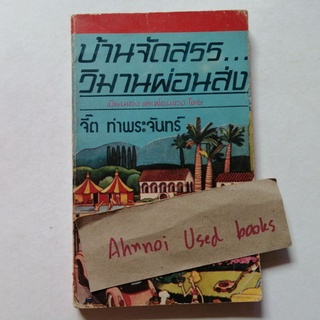 บ้านจัดสรร...
วิมานผ่อนส่ง
จี๊ด ท่าพระจันทร์
Ahnnoi Used books